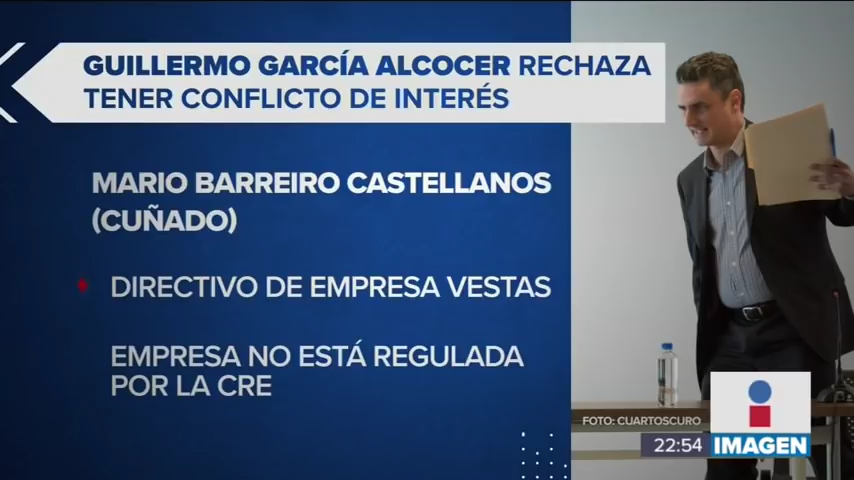 GUILLERMO GARCÍA ALCOCER RECHAZA
TENER CONFLICTO DE INTERÉS
MARIO BARREIRO CASTELLANOS
(CUÑADO)
DIRECTIVO DE EMPRESA VESTAS
EMPRESA NO ESTÁ REGULADA
POR LA CRE
FOTO: CUARTOSCURO
22:54 IMAGEN